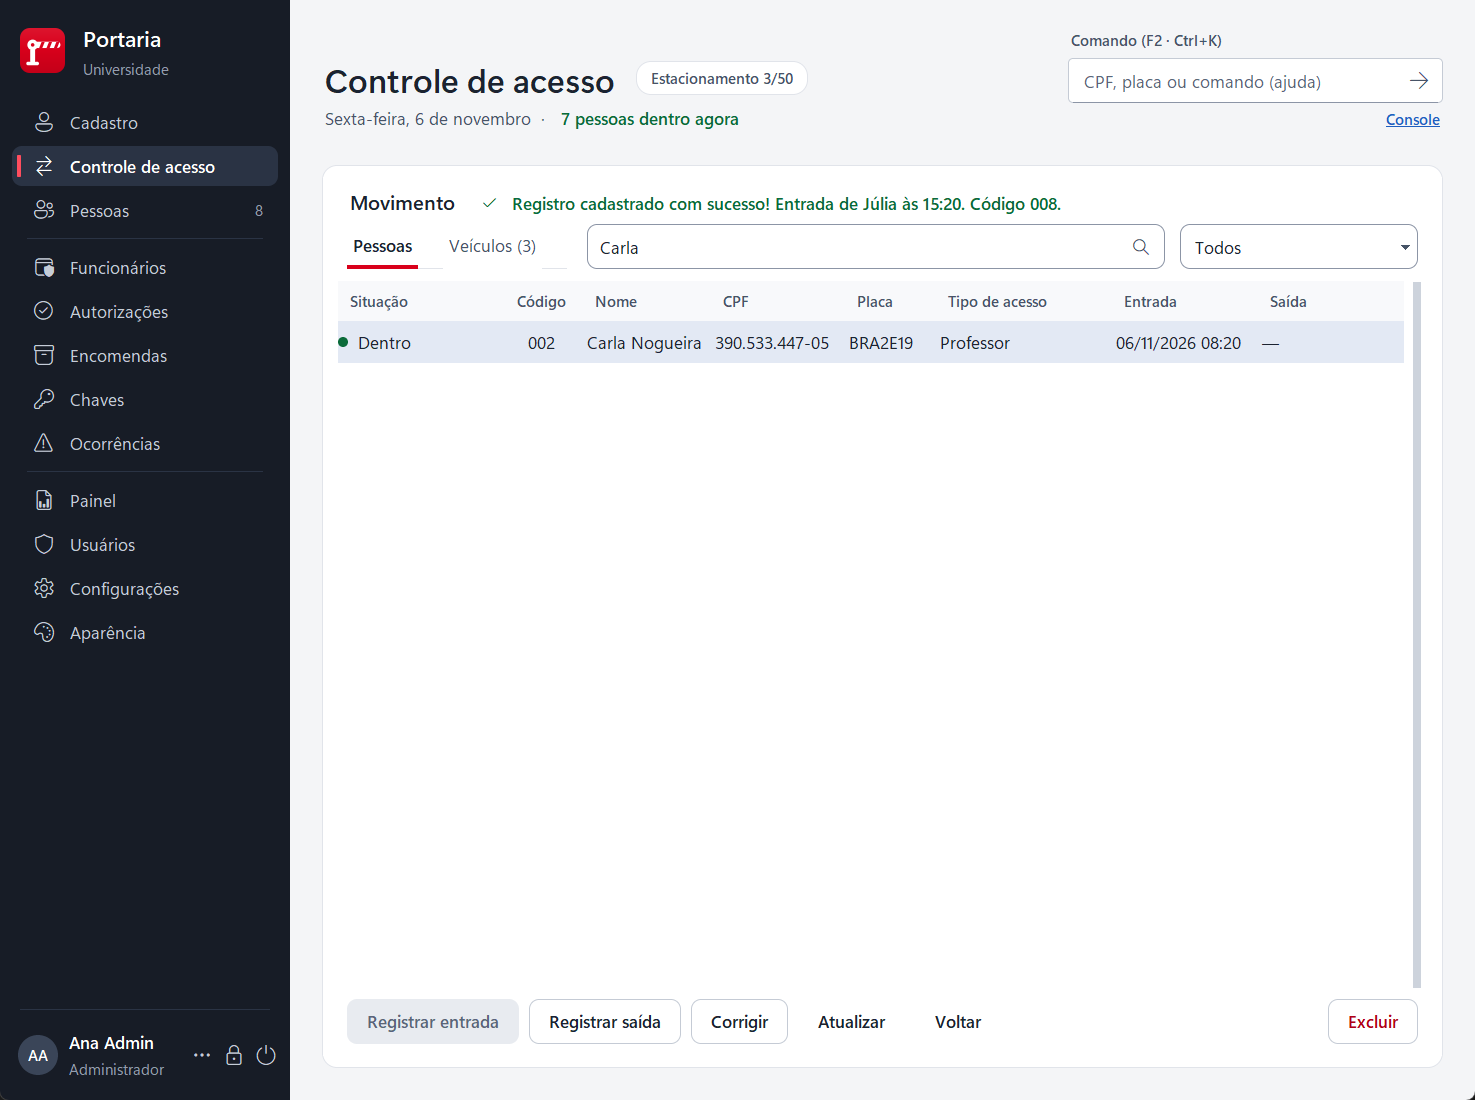 Portaria
Universidade
Cadastro
Controle de acesso
Pessoas 8
Funcionários
Autorizações
Encomendas
Chaves
Ocorrências
Painel
Usuários
Configurações
Aparência
AA
Ana Admin
Administrador
Controle de acesso
Estacionamento 3/50
Sexta-feira, 6 de novembro · 7 pessoas dentro agora
Comando (F2 · Ctrl+K)
CPF, placa ou comando (ajuda)
Console
Movimento
Registro cadastrado com sucesso! Entrada de Júlia às 15:20. Código 008.
Pessoas Veículos (3)
Carla
Todos
Situação Código Nome CPF Placa Tipo de acesso Entrada Saída
Dentro 002 Carla Nogueira 390.533.447-05 BRA2E19 Professor 06/11/2026 08:20 —
Registrar entrada Registrar saída Corrigir Atualizar Voltar Excluir